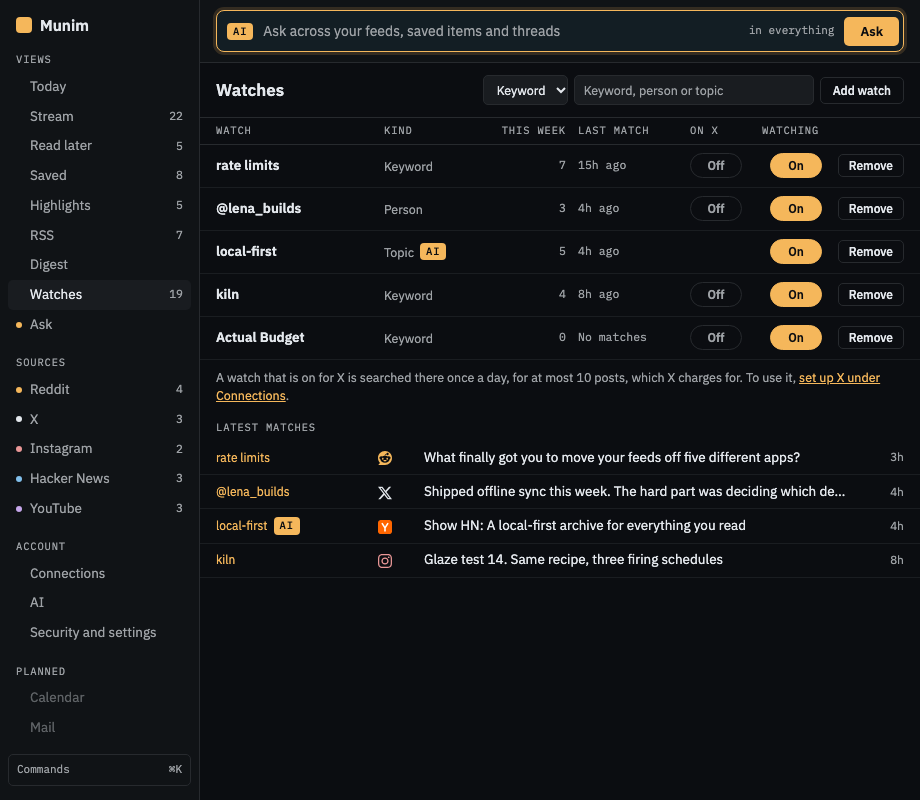 Munim
VIEWS
Today
Stream 22
Read later 5
Saved 8
Highlights 5
RSS 7
Digest
Watches 19
Ask
SOURCES
Reddit 4
X 3
Instagram 2
Hacker News 3
YouTube 3
ACCOUNT
Connections
AI
Security and settings
PLANNED
Calendar
Mail
Commands ⌘K
AI Ask across your feeds, saved items and threads in everything Ask
Watches Keyword Keyword, person or topic Add watch
WATCH KIND THIS WEEK LAST MATCH ON X WATCHING
rate limits Keyword 7 15h ago Off On Remove
@lena_builds Person 3 4h ago Off On Remove
local-first Topic AI 5 4h ago On Remove
kiln Keyword 4 8h ago Off On Remove
Actual Budget Keyword 0 No matches Off On Remove
A watch that is on for X is searched there once a day, for at most 10 posts, which X charges for. To use it, set up X under
Connections.
LATEST MATCHES
rate limits What finally got you to move your feeds off five different apps? 3h
@lena_builds Shipped offline sync this week. The hard part was deciding which de... 4h
local-first AI Y Show HN: A local-first archive for everything you read 4h
kiln Glaze test 14. Same recipe, three firing schedules 8h